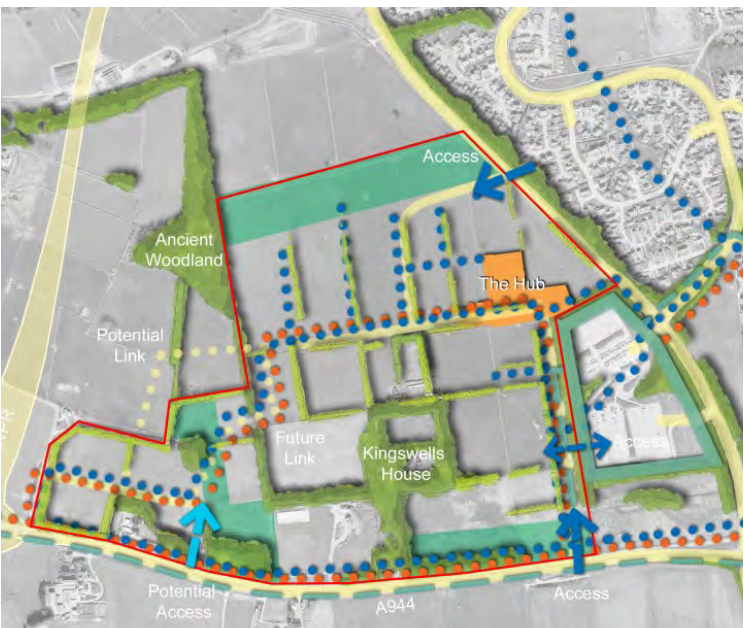 Access
Ancient
Woodland
The Hub
Potential
Link
Future
Link
Kingswells
House
Access
Potential
Access
A944
Access